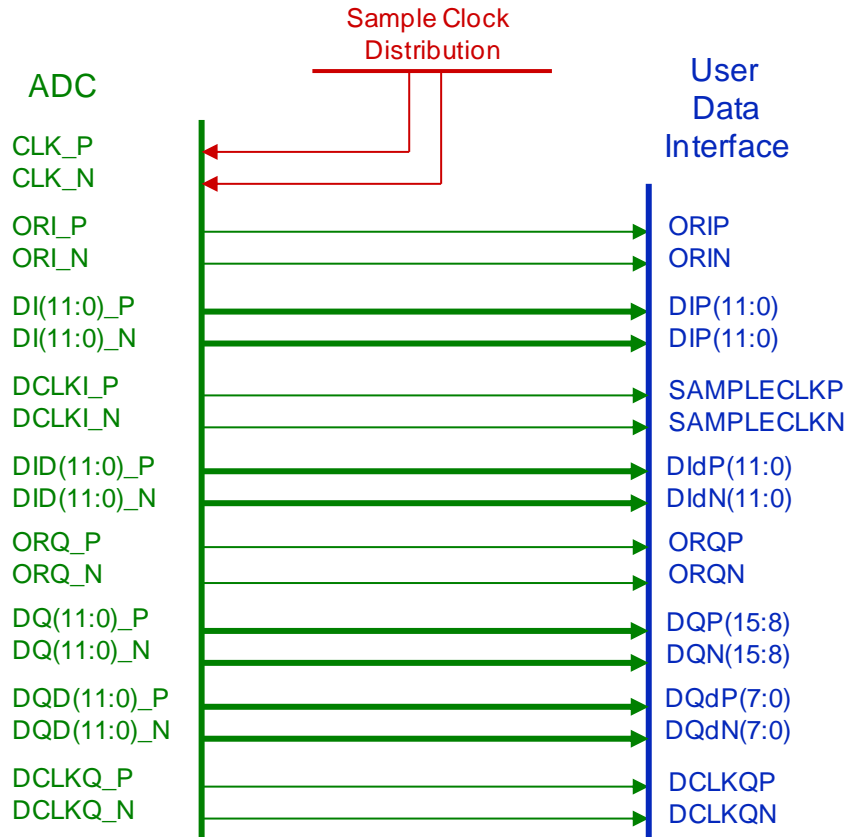 Sample Clock
Distribution
ADC
User
Data
Interface
CLK_P
CLK_N
ORI_P ORIP
ORI_N ORIN
DI(11:0)_P DIP(11:0)
DI(11:0)_N DIP(11:0)
DCLKI_P SAMPLECLKP
DCLKI_N SAMPLECLKN
DID(11:0)_P DIdP(11:0)
DID(11:0)_N DIdN(11:0)
ORQ_P ORQP
ORQ_N ORQN
DQ(11:0)_P DQP(15:8)
DQ(11:0)_N DQN(15:8)
DQD(11:0)_P DQdP(7:0)
DQD(11:0)_N DQdN(7:0)
DCLKQ_P DCLKQP
DCLKQ_N DCLKQN